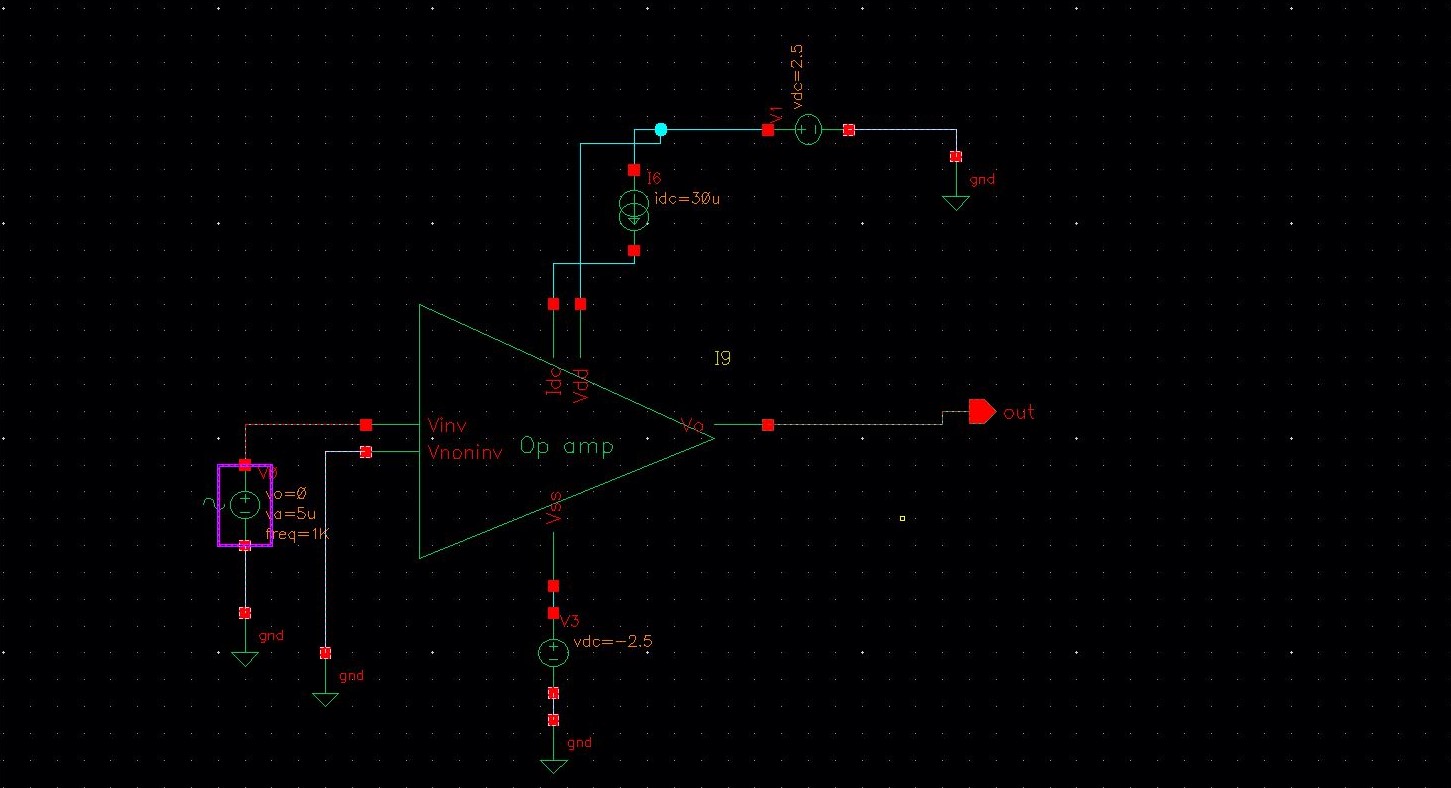 vdc=2.5
V1
gnd
I6
idc=30u
Idc
Vdd
I9
Vinv
Vnoninv
Op amp
Vo
out
Vss
vo=0
va=5u
freq=1K
gnd
gnd
V3
vdc=-2.5
gnd